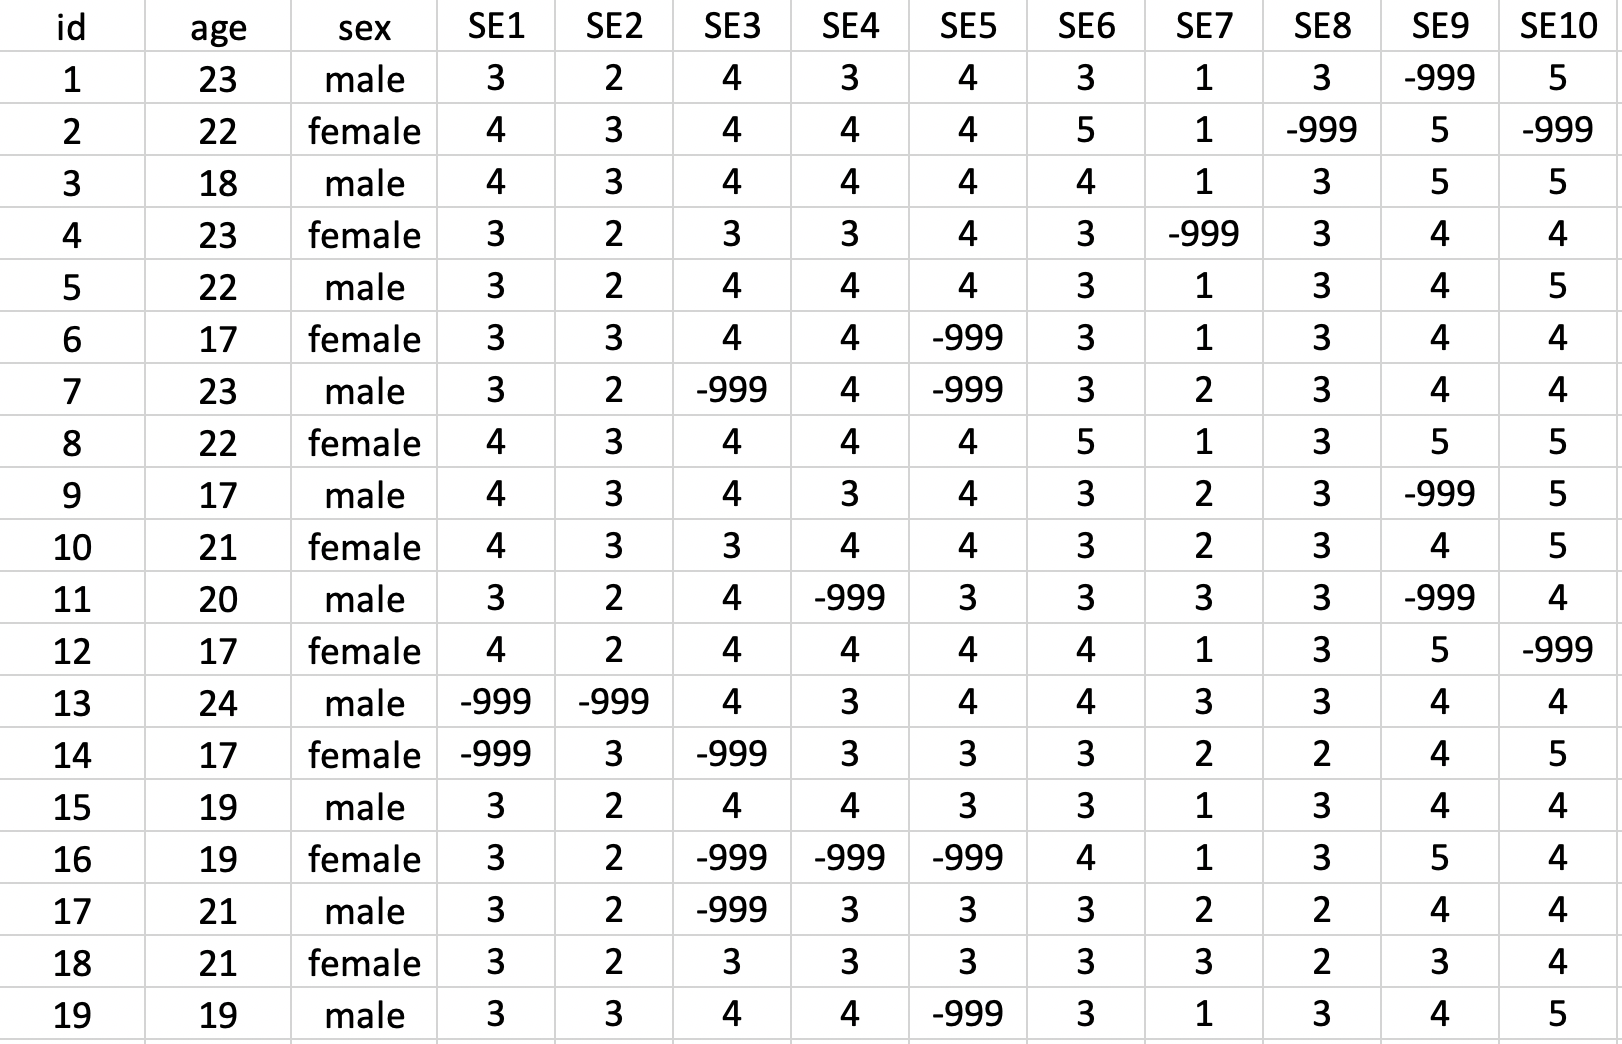 id age sex SE1 SE2 SE3 SE4 SE5 SE6 SE7 SE8 SE9 SE10
1 23 male 3 2 4 3 4 3 1 3 -999 5
2 22 female 4 3 4 4 4 5 1 -999 5 -999
3 18 male 4 3 4 4 4 4 1 3 5 5
4 23 female 3 2 3 3 4 3 -999 3 4 4
5 22 male 3 2 4 4 4 3 1 3 4 5
6 17 female 3 3 4 4 -999 3 1 3 4 4
7 23 male 3 2 -999 4 -999 3 2 3 4 4
8 22 female 4 3 4 4 4 5 1 3 5 5
9 17 male 4 3 4 3 4 3 2 3 -999 5
10 21 female 4 3 3 4 4 3 2 3 4 5
11 20 male 3 2 4 -999 3 3 3 3 -999 4
12 17 female 4 2 4 4 4 4 1 3 5 -999
13 24 male -999 -999 4 3 4 4 3 3 4 4
14 17 female -999 3 -999 3 3 3 2 2 4 5
15 19 male 3 2 4 4 3 3 1 3 4 4
16 19 female 3 2 -999 -999 -999 4 1 3 5 4
17 21 male 3 2 -999 3 3 3 2 2 4 4
18 21 female 3 2 3 3 3 3 3 2 3 4
19 19 male 3 3 4 4 -999 3 1 3 4 5